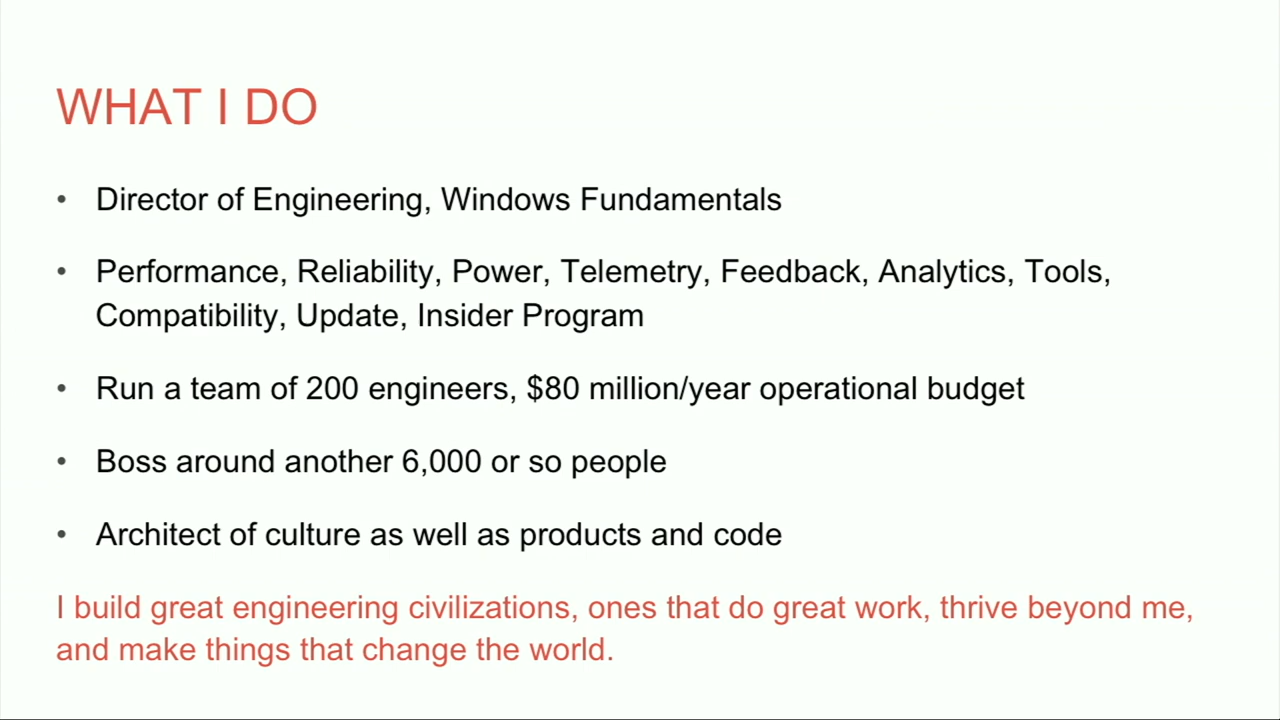 WHAT I DO
• Director of Engineering, Windows Fundamentals
• Performance, Reliability, Power, Telemetry, Feedback, Analytics, Tools,
Compatibility, Update, Insider Program
• Run a team of 200 engineers, $80 million/year operational budget
• Boss around another 6,000 or so people
• Architect of culture as well as products and code
I build great engineering civilizations, ones that do great work, thrive beyond me,
and make things that change the world.